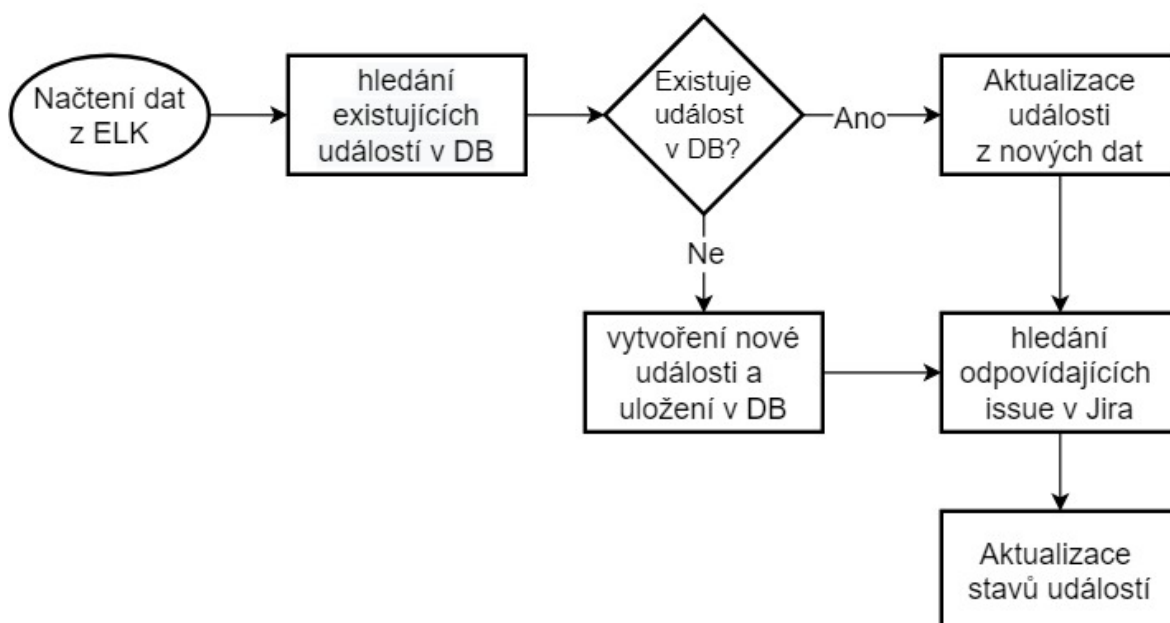 Načtení dat
z ELK
hledání
existujících
událostí v DB
Existuje
událost
v DB?
Ano
Aktualizace
události
z nových dat
Ne
vytvoření nové
události a
uložení v DB
hledání
odpovídajících
issue v Jira
Aktualizace
stavů událostí